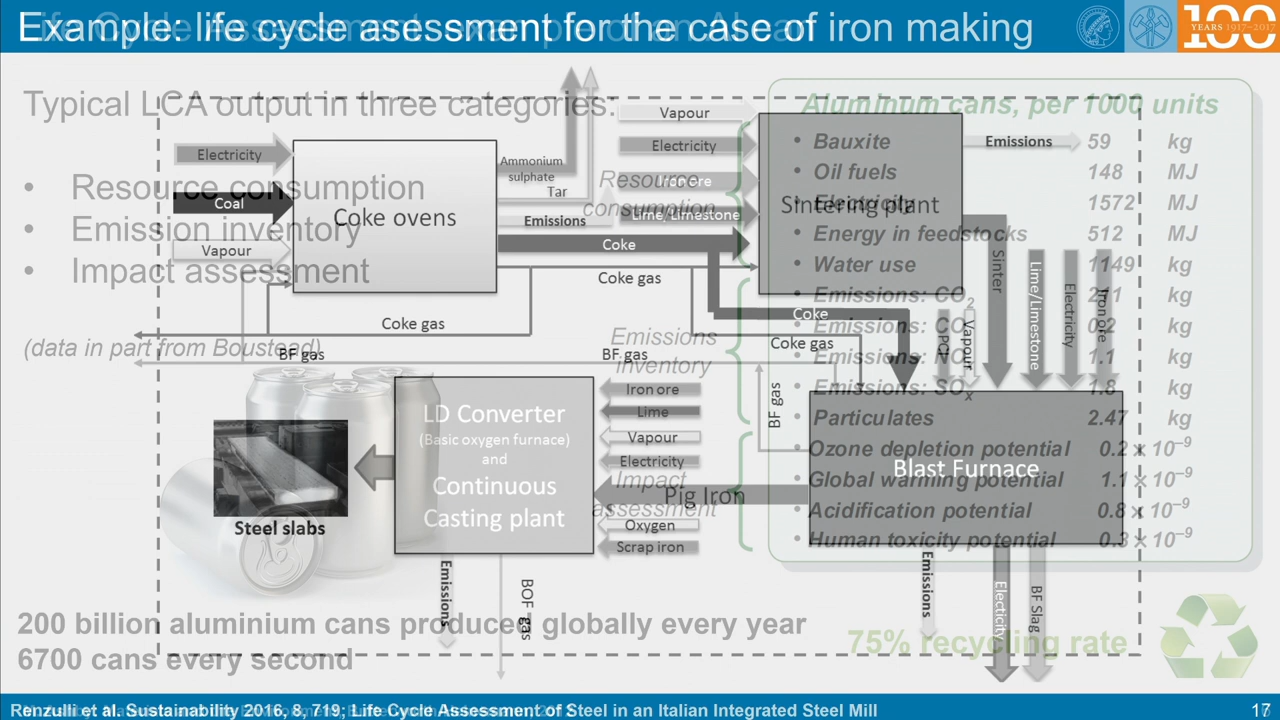 Example: life cycle assessment for the case of iron making
100
YEARS 1917-2017
Typical LCA output in three categories:
• Resource consumption
• Emission inventory
• Impact assessment
(data in part from Boustead)
Aluminum cans, per 1000 units
• Bauxite 59 kg
• Oil fuels 148 MJ
• Electricity 1572 MJ
• Energy in feedstocks 512 MJ
• Water use 1149 kg
• Emissions: CO2 211 kg
• Emissions: CO 0.2 kg
• Emissions: NOx 1.1 kg
• Emissions: SOx 1.8 kg
• Particulates 2.47 kg
Ozone depletion potential 0.2 x 10–9
Global warming potential 1.1 x 10–9
Acidification potential 0.8 x 10–9
Human toxicity potential 0.3 x 10–9
Resource
consumption
Emissions
inventory
Impact
assessment
Electricity
Coal
Vapour
Coke ovens
Ammonium
sulphate
Tar
Emissions
Coke
Coke gas
Coke gas
BF gas
BF gas
Vapour
Electricity
Iron ore
Lime/Limestone
Sintering plant
Emissions
Sinter
Lime/Limestone
Electricity
Iron ore
Coke
Coke gas
Vapour
BF gas
Blast Furnace
Pig Iron
Emissions
Electicity
BF Slag
Iron ore
Lime
Vapour
Electricity
Oxygen
Scrap iron
LD Converter
(Basic oxygen furnace)
and
Continuous
Casting plant
Steel slabs
Emissions
BOF gas
200 billion aluminium cans produced globally every year
6700 cans every second
75% recycling rate
Renzulli et al. Sustainability 2016, 8, 719; Life Cycle Assessment of Steel in an Italian Integrated Steel Mill
17